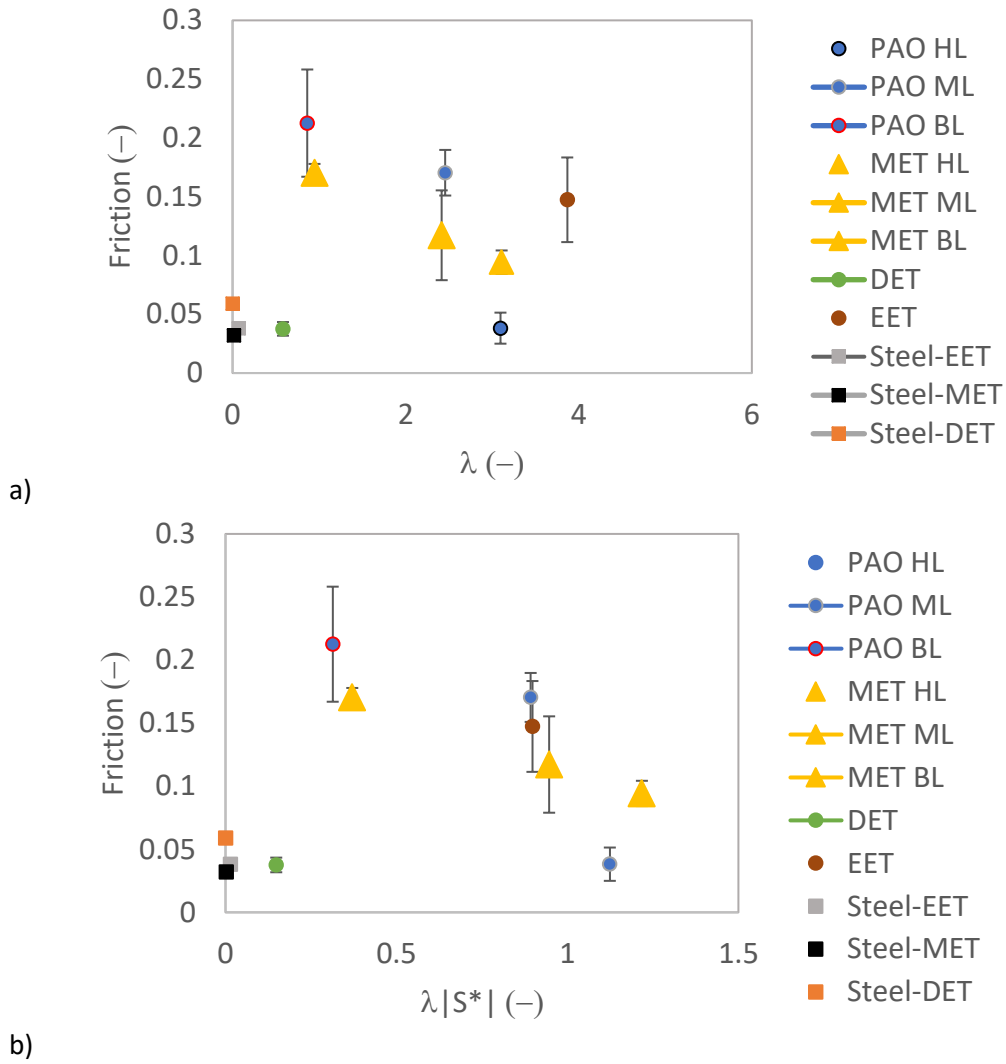 0.3
0.25
0.2
0.15
0.1
0.05
0
Friction (–)
0
2
4
6
λ (–)
PAO HL
PAO ML
PAO BL
MET HL
MET ML
MET BL
DET
EET
Steel-EET
Steel-MET
Steel-DET
a)
0.3
0.25
0.2
0.15
0.1
0.05
0
Friction (–)
0
0.5
1
1.5
λ|S*| (–)
PAO HL
PAO ML
PAO BL
MET HL
MET ML
MET BL
DET
EET
Steel-EET
Steel-MET
Steel-DET
b)